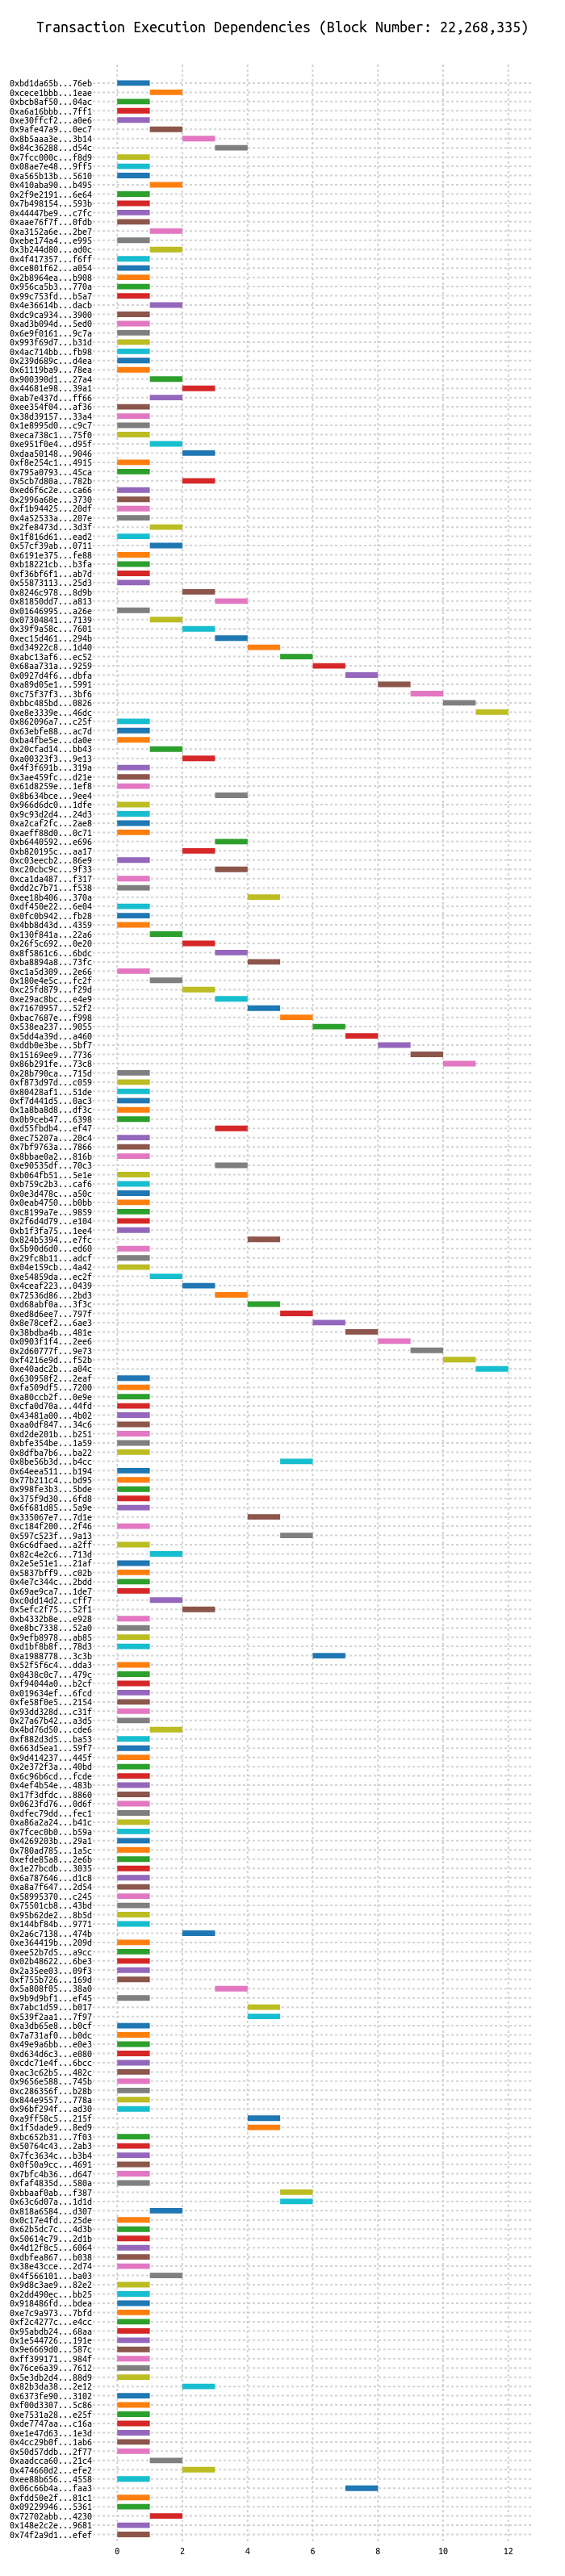 Transaction Execution Dependencies (Block Number: 22,268,335)
0xbd1da65b...76eb
0xcece1bbb...1eae
0xbcb8af50...04ac
0xa6a16bbb...7ff1
0xe30ffcf2...a0e6
0x9afe47a9...0ec7
0x8b5aaa3e...3b14
0x84c36288...d54c
0x7fcc000c...f8d9
0x08ae7e48...9ff5
0xa565b13b...5610
0x410aba90...b495
0x2f9e2191...6e64
0x7b498154...593b
0x44447be9...c7fc
0xaae76f7f...0fdb
0xa3152a6e...2be7
0xebe174a4...e995
0x3b244d80...ad0c
0x4f417357...f6ff
0xce801f62...a054
0x2b8964ea...b908
0x956ca5b3...770a
0x99c753fd...b5a7
0x4e36614b...dacb
0xdc9ca934...3900
0xad3b094d...5ed0
0x6e9f0161...9c7a
0x993f69d7...b31d
0x4ac714bb...fb98
0x239d689c...d4ea
0x61119ba9...78ea
0x900390d1...27a4
0x44681e98...39a1
0xab7e437d...ff66
0xee354f04...af36
0x38d39157...33a4
0x1e8995d0...c9c7
0xeca738c1...75f0
0xe951f0e4...d95f
0xdaa50148...9046
0xf8e254c1...4915
0x795a0793...45ca
0x5cb7d80a...782b
0xed6f6c2e...ca66
0x2996a68e...3730
0xf1b94425...20df
0x4a52533a...207e
0x2fe8473d...3d3f
0x1f816d61...ead2
0x57cf39ab...0711
0x6191e375...fe88
0xb18221cb...b3fa
0xf36bf6f1...ab7d
0x55873113...25d3
0x8246c978...8d9b
0x81850dd7...a813
0x01646995...a26e
0x07304841...7139
0x39f9a58c...7601
0xec15d461...294b
0xd34922c8...1d40
0xabc13af6...ec52
0x68aa731a...9259
0x0927d4f6...dbfa
0xa89d05e1...5991
0xc75f37f3...3bf6
0xbbc485bd...0826
0xe8e3339e...46dc
0x862096a7...c25f
0x63ebfe88...ac7d
0xba4fbe5e...da0e
0x20cfad14...bb43
0xa00323f3...9e13
0x4f3f691b...319a
0x3ae459fc...d21e
0x61d8259e...1ef8
0x8b634bce...9ee4
0x966d6dc0...1dfe
0x9c93d2d4...24d3
0xa2caf2fc...2ae8
0xaeff88d0...0c71
0xb6440592...e696
0xb820195c...aa17
0xc03eecb2...86e9
0xc20cbc9c...9f33
0xca1da487...f317
0xdd2c7b71...f538
0xee18b406...370a
0xdf450e22...6e04
0x0fc0b942...fb28
0x4bb8d43d...4359
0x130f841a...22a6
0x26f5c692...0e20
0x8f5861c6...6bdc
0xba8894a8...73fc
0xc1a5d309...2e66
0x180e4e5c...fc2f
0xc25fd879...f29d
0xe29ac8bc...e4e9
0x71670957...52f2
0xbac7687e...f998
0x538ea237...9055
0x5dd4a39d...a460
0xddb0e3be...5bf7
0x15169ee9...7736
0x86b291fe...73c8
0x28b790ca...715d
0xf873d97d...c059
0x80428af1...51de
0xf7d441d5...0ac3
0x1a8ba8d8...df3c
0x0b9ceb47...6398
0xd55fbdb4...ef47
0xec75207a...20c4
0x7bf9763a...7866
0x8bbae0a2...816b
0xe90535df...70c3
0xb064fb51...5e1e
0xb759c2b3...caf6
0x0e3d478c...a50c
0x0eab4750...b0bb
0xc8199a7e...9859
0x2f6d4d79...e104
0xb1f3fa75...1ee4
0x824b5394...e7fc
0x5b90d6d0...ed60
0x29fc8b11...adcf
0x04e159cb...4a42
0xe54859da...ec2f
0x4ceaf223...0439
0x72536d86...2bd3
0xd68abf0a...3f3c
0xed8d6ee7...797f
0x8e78cef2...6ae3
0x38bdba4b...481e
0x0903f1f4...2ee6
0x2d60777f...9e73
0xf4216e9d...f52b
0xe40adc2b...a04c
0x630958f2...2eaf
0xfa509df5...7200
0xa80ccb2f...0e9e
0xcfa0d70a...44fd
0x43481a00...4b02
0xaa0df847...34c6
0xd2de201b...b251
0xbfe354be...1a59
0x8dfba7b6...ba22
0x8be56b3d...b4cc
0x64eea511...b194
0x77b211c4...bd95
0x998fe3b3...5bde
0x375f9d30...6fd8
0x6f681d85...5a9e
0x335067e7...7d1e
0xc184f200...2f46
0x597c523f...9a13
0x6c6dfaed...a2ff
0x82c4e2c6...713d
0x2e5e51e1...21af
0x5837bff9...c02b
0x4e7c344c...2bdd
0x69ae9ca7...1de7
0xc0dd14d2...cff7
0x5efc2f75...52f1
0xb4332b8e...e928
0xe8bc7338...52a0
0x9efb8978...ab85
0xd1bf8b8f...78d3
0xa1988778...3c3b
0x52f5f6c4...dda3
0x0438c0c7...479c
0xf94044a0...b2cf
0x019634ef...6fcd
0xfe58f0e5...2154
0x93dd328d...c31f
0x27a67b42...a3d5
0x4bd76d50...cde6
0xf882d3d5...ba53
0x663d5ea1...59f7
0x9d414237...445f
0x2e372f3a...40bd
0x6c96b6cd...fcde
0x4ef4b54e...483b
0x17f3dfdc...8860
0x0623fd76...0d6f
0xdfec79dd...fec1
0xa86a2a24...b41c
0x7fcec0b0...b59a
0x4269203b...29a1
0x780ad785...1a5c
0xefde85a8...2e6b
0x1e27bcdb...3035
0x6a787646...d1c8
0xa8a7f647...2d54
0x58995370...c245
0x75501cb8...43bd
0x95b62de2...8b5d
0x144bf84b...9771
0x2a6c7138...474b
0xe364419b...209d
0xee52b7d5...a9cc
0x02b48622...6be3
0x2a35ee03...09f3
0xf755b726...169d
0x5a808f05...38a0
0x9b9d9bf1...ef45
0x7abc1d59...b017
0x539f2aa1...7f97
0xa3db65e8...b0cf
0x7a731af0...b0dc
0x49e9a6bb...e0e3
0xd634d6c3...e080
0xcdc71e4f...6bcc
0xac3c62b5...482c
0x9656e588...745b
0xc286356f...b28b
0x844e9557...778a
0x96bf294f...ad30
0xa9ff58c5...215f
0x1f5dade9...8ed9
0xbc652b31...7f03
0x50764c43...2ab3
0x7fc3634c...b3b4
0x0f50a9cc...4691
0x7bfc4b36...d647
0xfaf4835d...580a
0xbbaaf0ab...f387
0x63c6d07a...1d1d
0x818a6584...d307
0x0c17e4fd...25de
0x62b5dc7c...4d3b
0x50614c79...2d1b
0x4d12f8c5...6064
0xdbfea867...b038
0x38e43cce...2d74
0x4f566101...ba03
0x9d8c3ae9...82e2
0x2dd490ec...bb25
0x918486fd...bdea
0xe7c9a973...7bfd
0xf2c4277c...e4cc
0x95abdb24...68aa
0x1e544726...191e
0x9e6669d0...587c
0xff399171...984f
0x76ce6a39...7612
0x5e3db2d4...88d9
0x82b3da38...2e12
0x6373fe90...3102
0xf00d3307...5c86
0xe7531a28...e25f
0xde7747aa...c16a
0xe1e47d63...1e3d
0x4cc29b0f...1ab6
0x50d57ddb...2f77
0xaadcca60...21c4
0x474660d2...efe2
0xee88b656...4558
0x06c66b4a...faa3
0xfdd50e2f...81c1
0x09229946...5361
0x72702abb...4230
0x148e2c2e...9681
0x74f2a9d1...efef
0 2 4 6 8 10 12